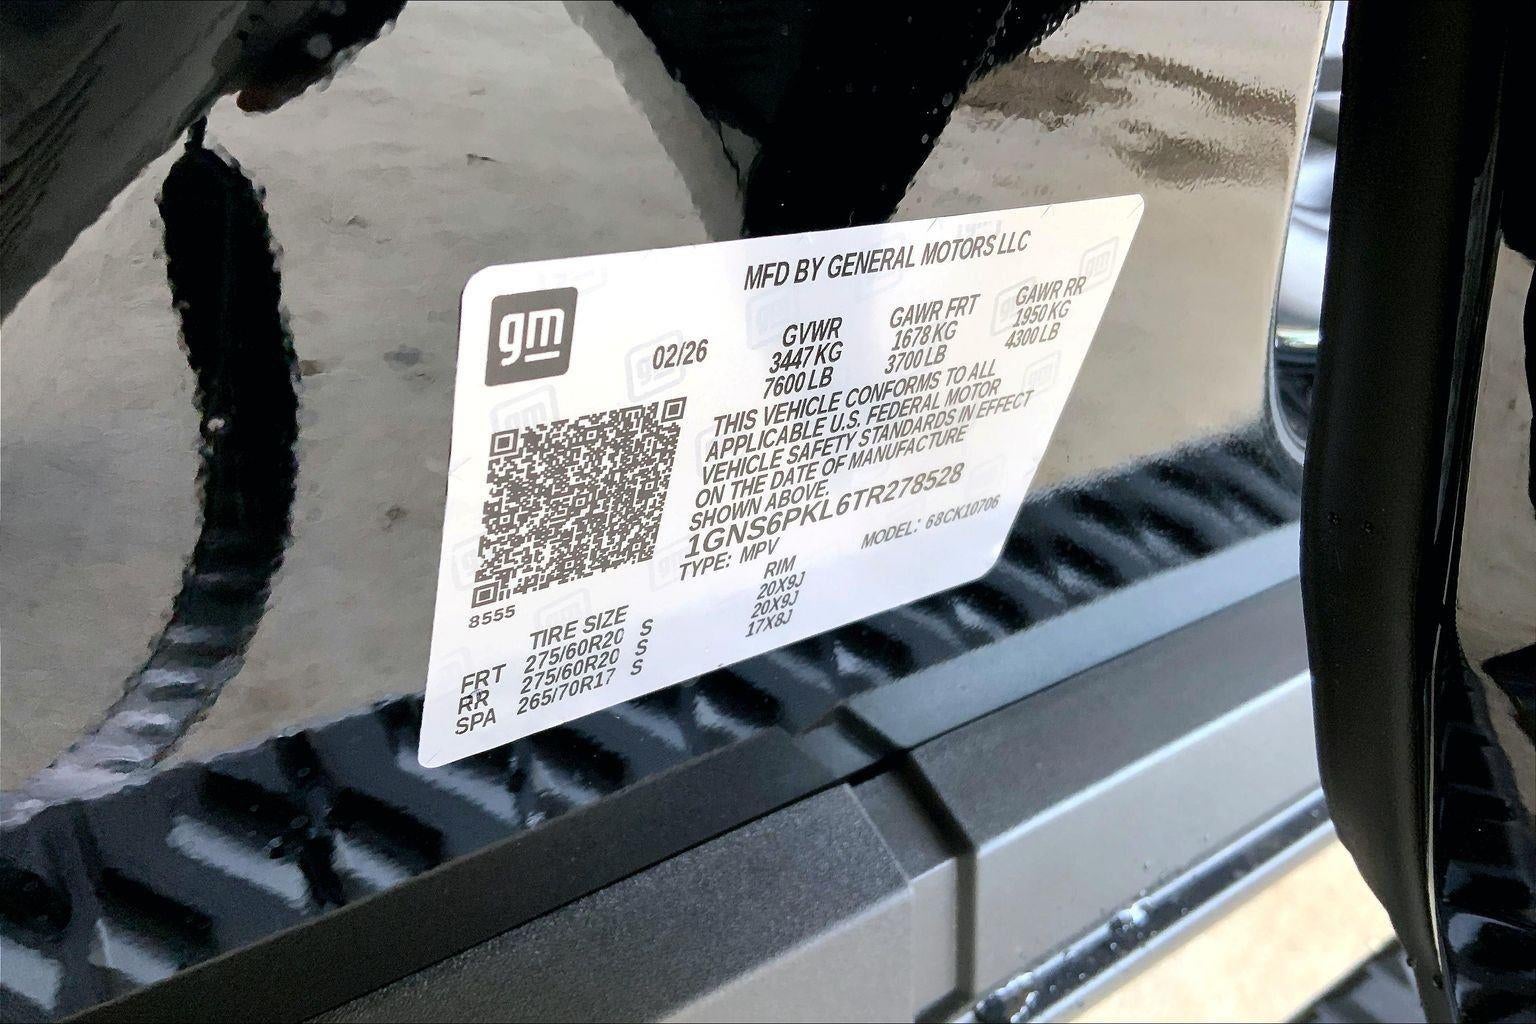 gm
MFD BY GENERAL MOTORS LLC
02/26
GVWR
3447 KG
7600 LB
GAWR FRT
1678 KG
3700 LB
GAWR RR
1950 KG
4300 LB
THIS VEHICLE CONFORMS TO ALL
APPLICABLE U.S. FEDERAL MOTOR
VEHICLE SAFETY STANDARDS IN EFFECT
ON THE DATE OF MANUFACTURE
SHOWN ABOVE.
1GNS6PKL6TR278528
TYPE: MPV MODEL: 68CK10706
8555
TIRE SIZE RIM
FRT 275/60R20 S 20X9J
RR 275/60R20 S 20X9J
SPA 265/70R17 S 17X8J